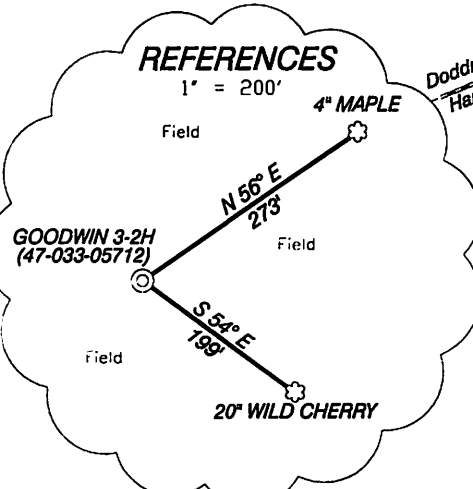 REFERENCES
1" = 200'
Field
4" MAPLE
N 56° E
273'
GOODWIN 3-2H
(47-033-05712)
Field
S 54° E
199'
Field
20" WILD CHERRY